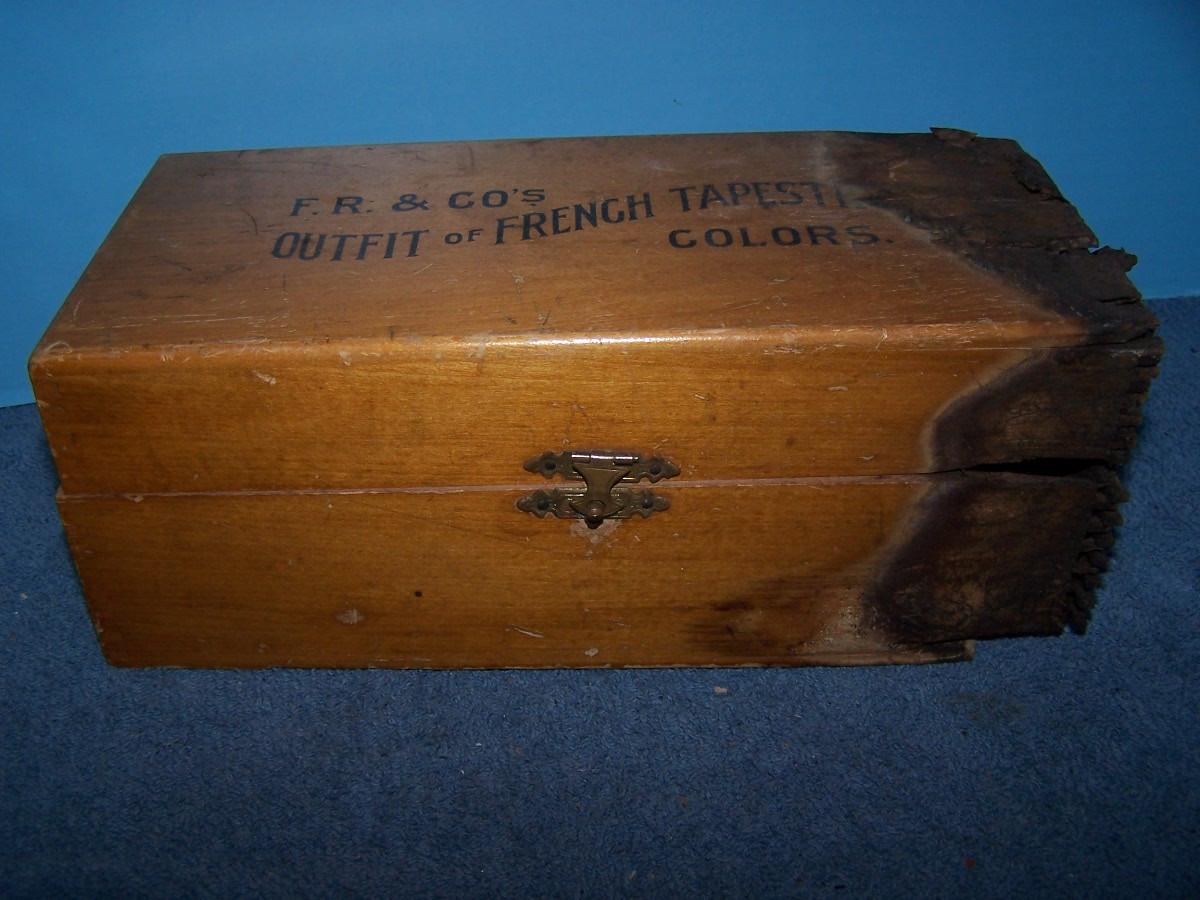 F. R. & CO'S
OUTFIT OF FRENCH TAPEST
COLORS.